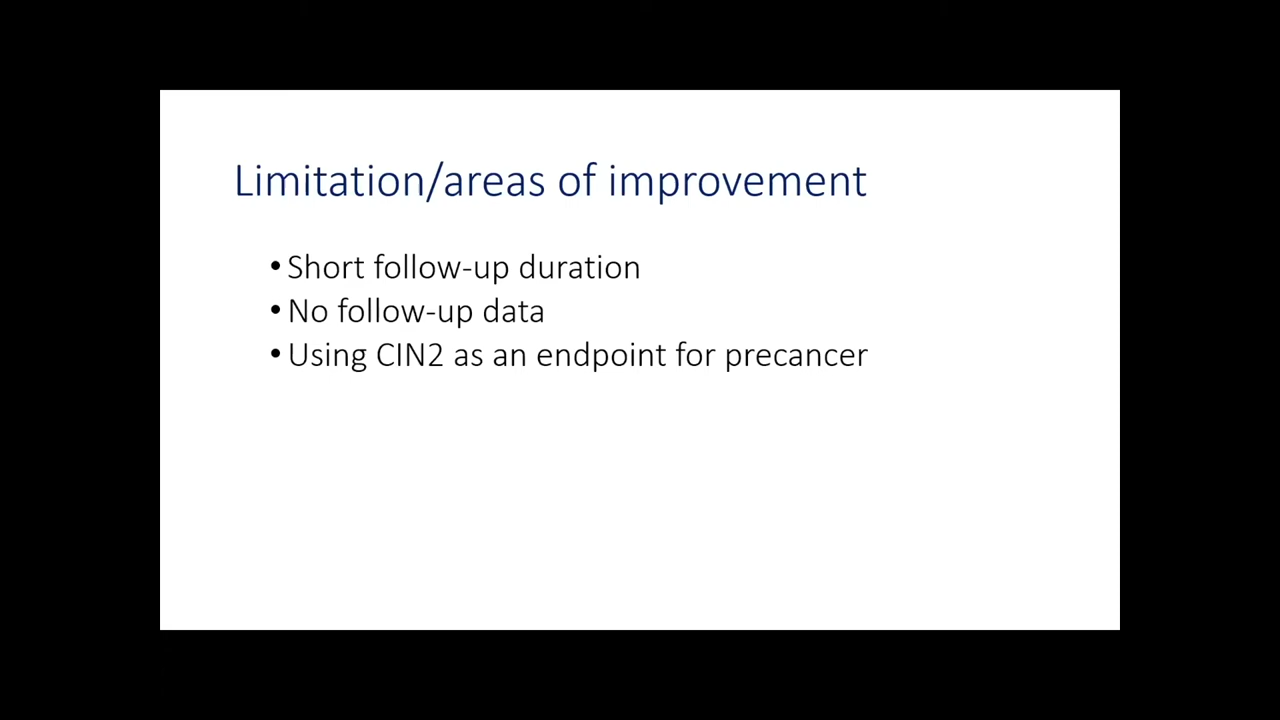 Limitation/areas of improvement
• Short follow-up duration
• No follow-up data
• Using CIN2 as an endpoint for precancer